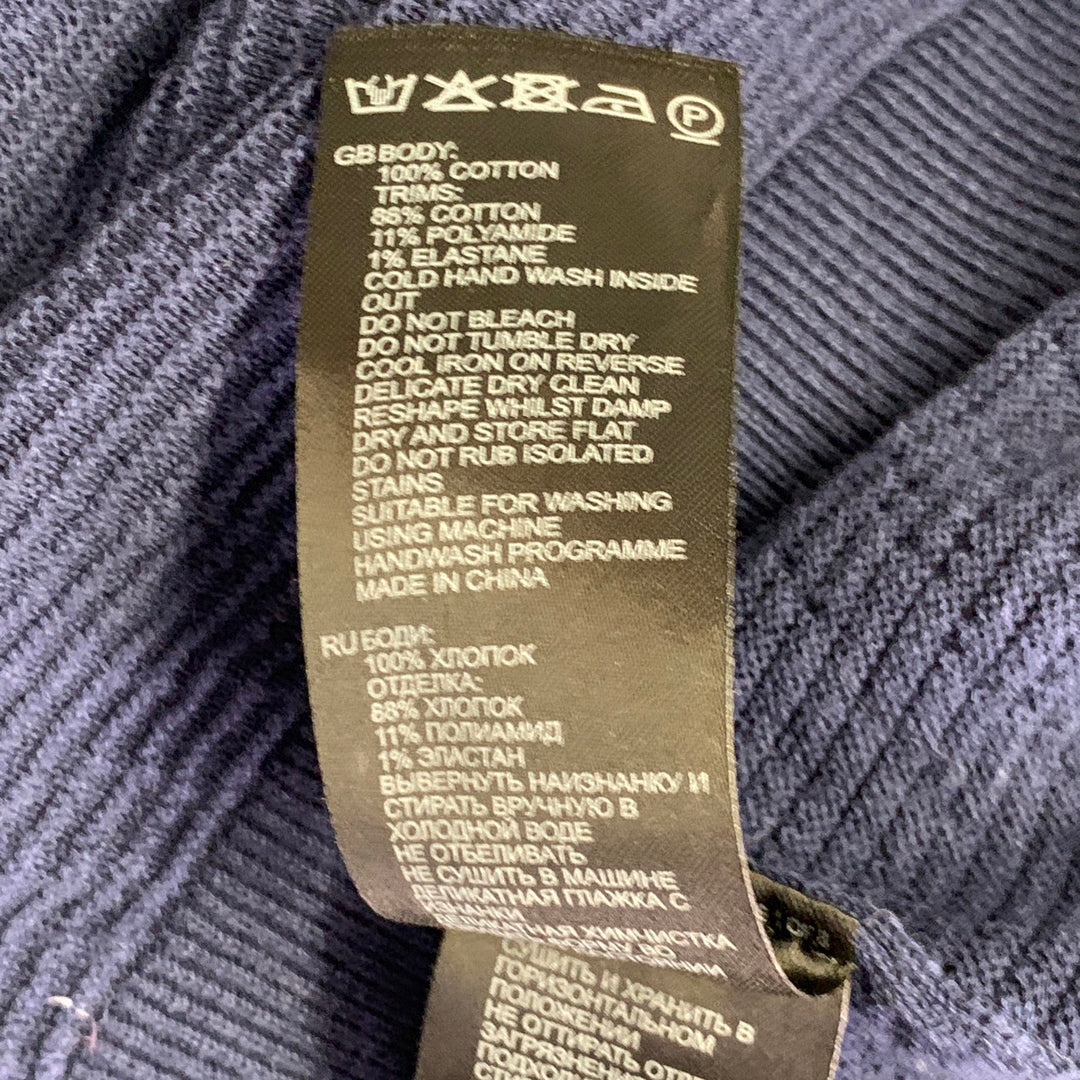 P
GB BODY:
100% COTTON
TRIMS:
88% COTTON
11% POLYAMIDE
1% ELASTANE
COLD HAND WASH INSIDE
OUT
DO NOT BLEACH
DO NOT TUMBLE DRY
COOL IRON ON REVERSE
DELICATE DRY CLEAN
RESHAPE WHILST DAMP
DRY AND STORE FLAT
DO NOT RUB ISOLATED
STAINS
SUITABLE FOR WASHING
USING MACHINE
HANDWASH PROGRAMME
MADE IN CHINA
RU БОДИ:
100% ХЛОПОК
ОТДЕЛКА:
88% ХЛОПОК
11% ПОЛИАМИД
1% ЭЛАСТАН
ВЫВЕРНУТЬ НАИЗНАНКУ И
СТИРАТЬ ВРУЧНУЮ В
ХОЛОДНОЙ ВОДЕ
НЕ ОТБЕЛИВАТЬ
НЕ СУШИТЬ В МАШИНЕ
ДЕЛИКАТНАЯ ГЛАЖКА С
ИЗНАНКИ
ДЕЛИКАТНАЯ ХИМЧИСТКА
СУШИТЬ И ХРАНИТЬ В
ГОРИЗОНТАЛЬНОМ
ПОЛОЖЕНИИ
НЕ ОТТИРАТЬ